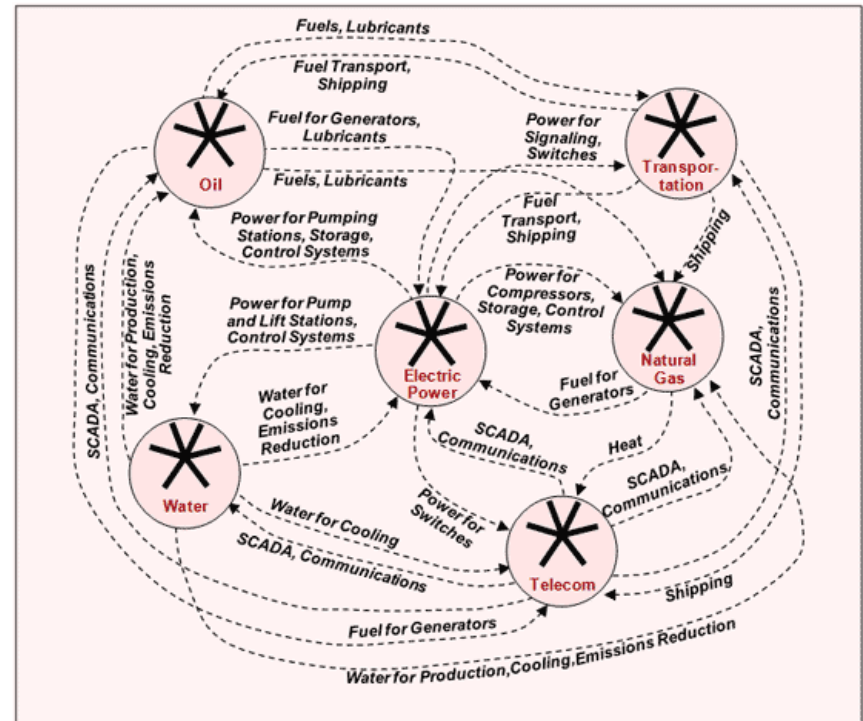 Fuels, Lubricants
Fuel Transport,
Shipping
Fuel for Generators,
Lubricants
Power for
Signaling,
Switches
Transpor-
tation
Oil
Fuels, Lubricants
Fuel
Transport,
Shipping
Shipping
Power for Pumping
Stations, Storage,
Control Systems
Power for
Compressors,
Storage, Control
Systems
SCADA, Communications
Water for Production,
Cooling, Emissions
Reduction
Power for Pump
and Lift Stations,
Control Systems
Electric
Power
Natural
Gas
SCADA,
Communications
Fuel for
Generators
Water for
Cooling,
Emissions
Reduction
SCADA,
Communications
Heat
SCADA,
Communications
Water
Water for Cooling
Power for
Switches
SCADA, Communications
Telecom
Shipping
Fuel for Generators
Water for Production,Cooling,Emissions Reduction